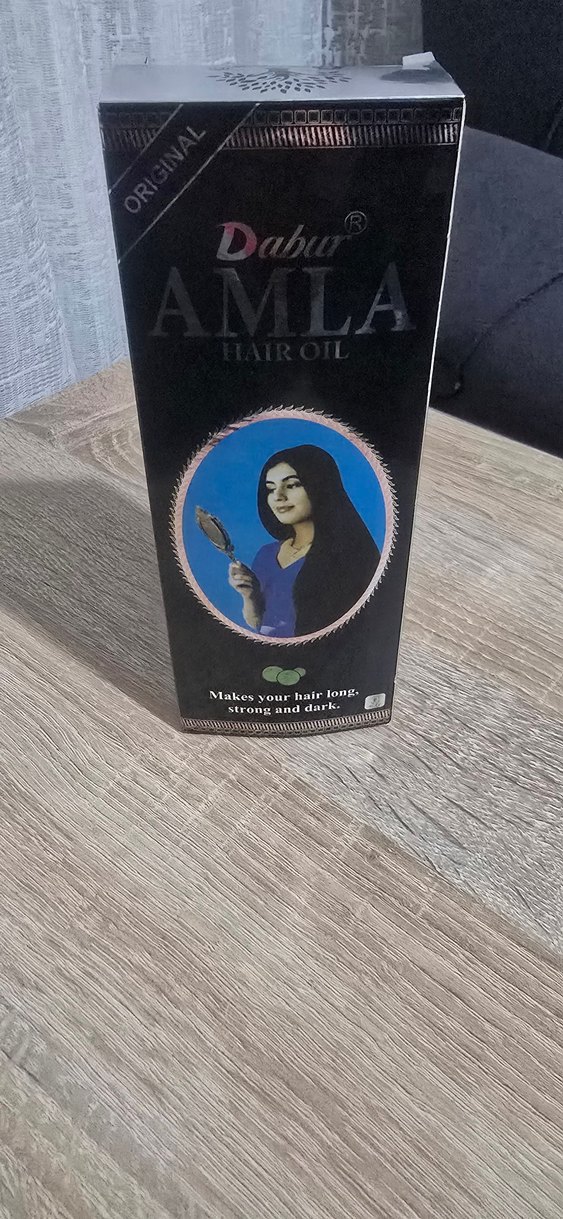 ORIGINAL
Dabur®
AMLA
HAIR OIL
Makes your hair long,
strong and dark.